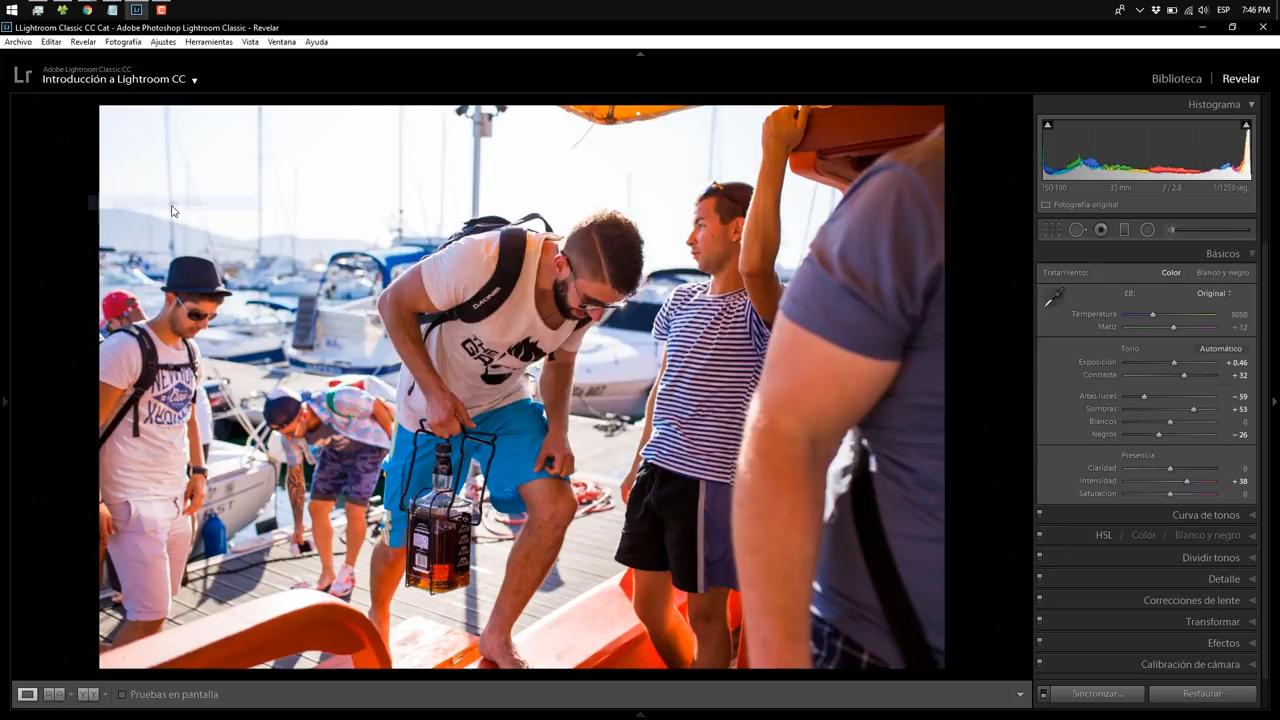 ESP 7:46 PM
LLightroom Classic CC Cat - Adobe Photoshop Lightroom Classic - Revelar
Archivo Editar Revelar Fotografía Ajustes Herramientas Vista Ventana Ayuda
Adobe Lightroom Classic CC
Lr Introducción a Lightroom CC
Biblioteca Revelar
Histograma
ISO 100 35 mm ƒ / 2.8 1/1250 seg.
Fotografía original
Básicos
Tratamiento: Color Blanco y negro
EB: Original
Temperatura 5050
Matiz + 12
Tono Automático
Exposición + 0.46
Contraste + 32
Altas luces − 59
Sombras + 53
Blancos 0
Negros − 26
Presencia
Claridad 0
Intensidad + 38
Saturación 0
Curva de tonos
HSL / Color / Blanco y negro
Dividir tonos
Detalle
Correcciones de lente
Transformar
Efectos
Calibración de cámara
Sincronizar... Restaurar
Pruebas en pantalla
DAKINE
THE